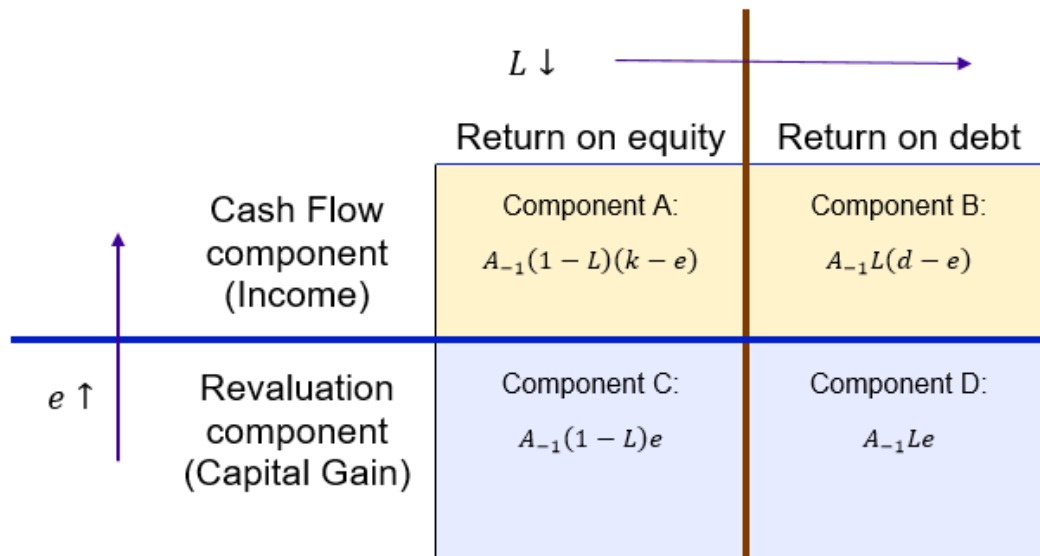 L ↓
Return on equity
Return on debt
Cash Flow
component
(Income)
Component A:
A₋₁(1 − L)(k − e)
Component B:
A₋₁L(d − e)
e ↑
Revaluation
component
(Capital Gain)
Component C:
A₋₁(1 − L)e
Component D:
A₋₁Le